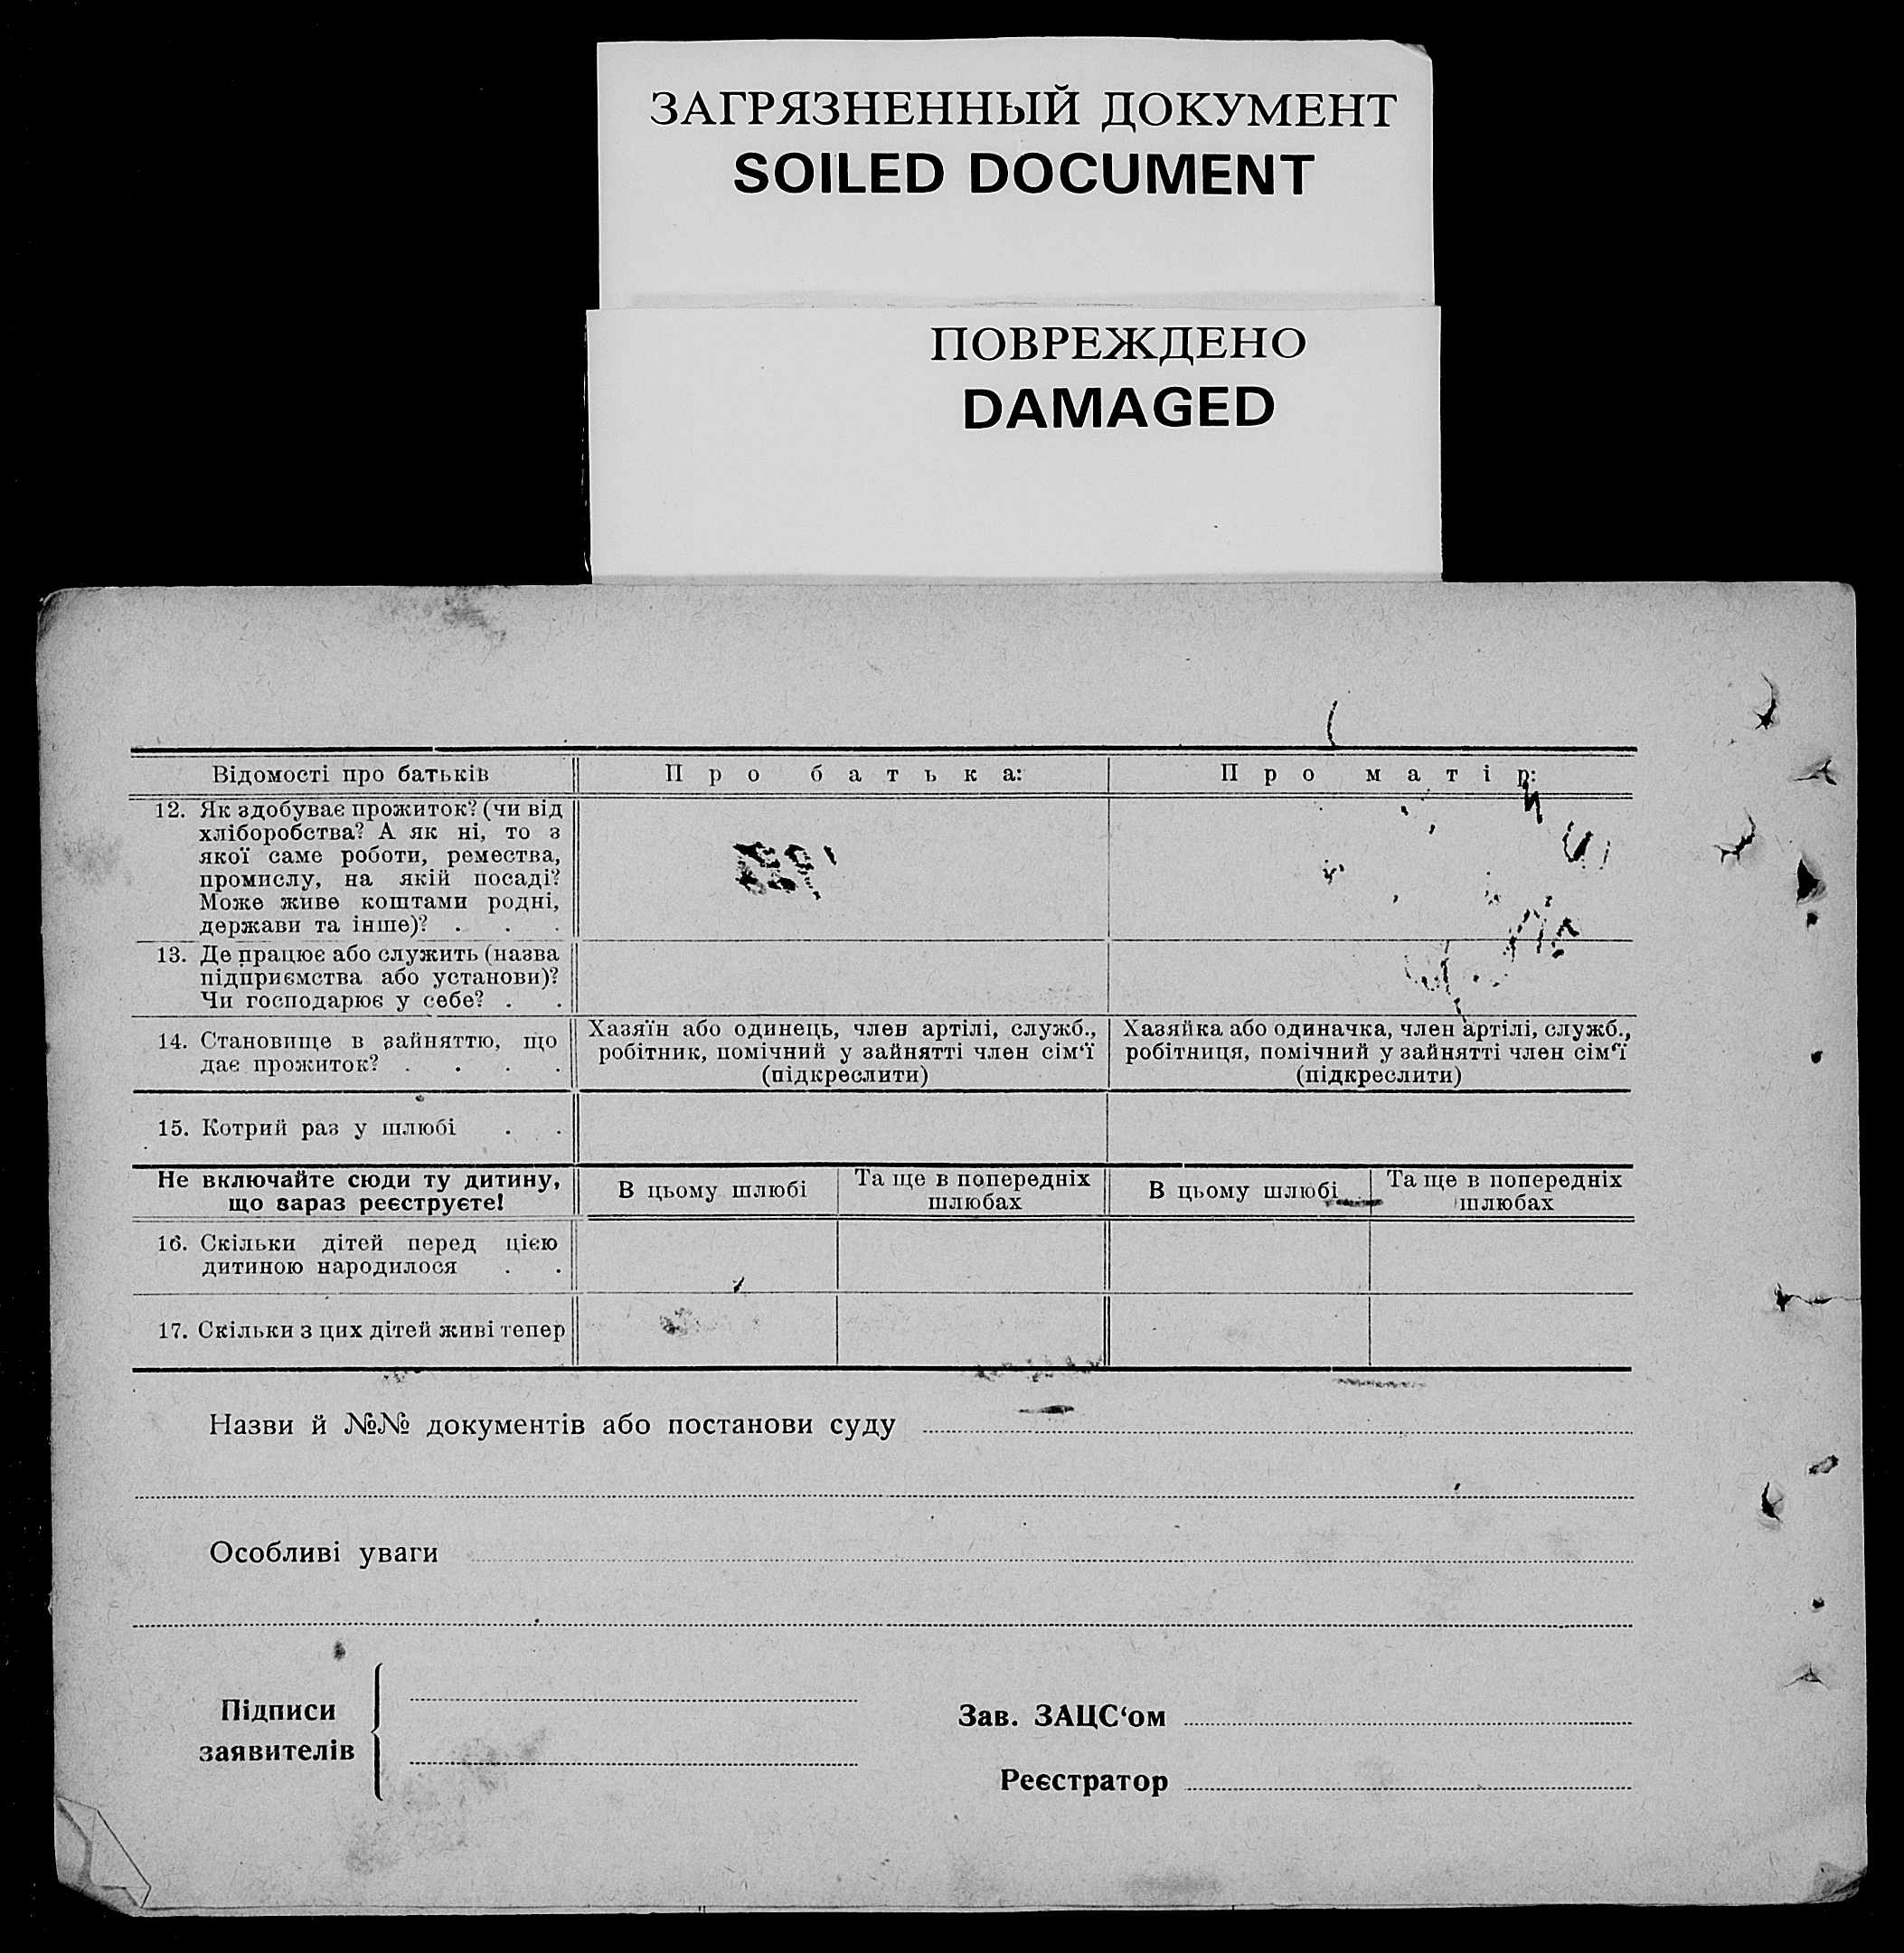 ЗАГРЯЗНЕННЫЙ ДОКУМЕНТ
SOILED DOCUMENT
ПОВРЕЖДЕНО
DAMAGED
Відомості про батьків
Про батька:
Про матір:
12. Як здобуває прожиток? (чи від
хліборобства? А як ні, то з
якої саме роботи, ремества,
промислу, на якій посаді?
Може живе коштами родні,
держави та інше)? . . .
13. Де працює або служить (назва
підприємства або установи)?
Чи господарює у себе? . .
14. Становище в зайняттю, що
дає прожиток? . . . .
Хазяїн або одинець, член артілі, служб.,
робітник, помічний у зайнятті член сім‘ї
(підкреслити)
Хазяйка або одиначка, член артілі, служб.,
робітниця, помічний у зайнятті член сім‘ї
(підкреслити)
15. Котрий раз у шлюбі . .
Не включайте сюди ту дитину,
що зараз реєструєте!
В цьому шлюбі
Та ще в попередніх
шлюбах
В цьому шлюбі
Та ще в попередніх
шлюбах
16. Скільки дітей перед цією
дитиною народилося . .
17. Скільки з цих дітей живі тепер
Назви й №№ документів або постанови суду
Особливі уваги
Підписи
заявителів
Зав. ЗАЦС‘ом
Реєстратор